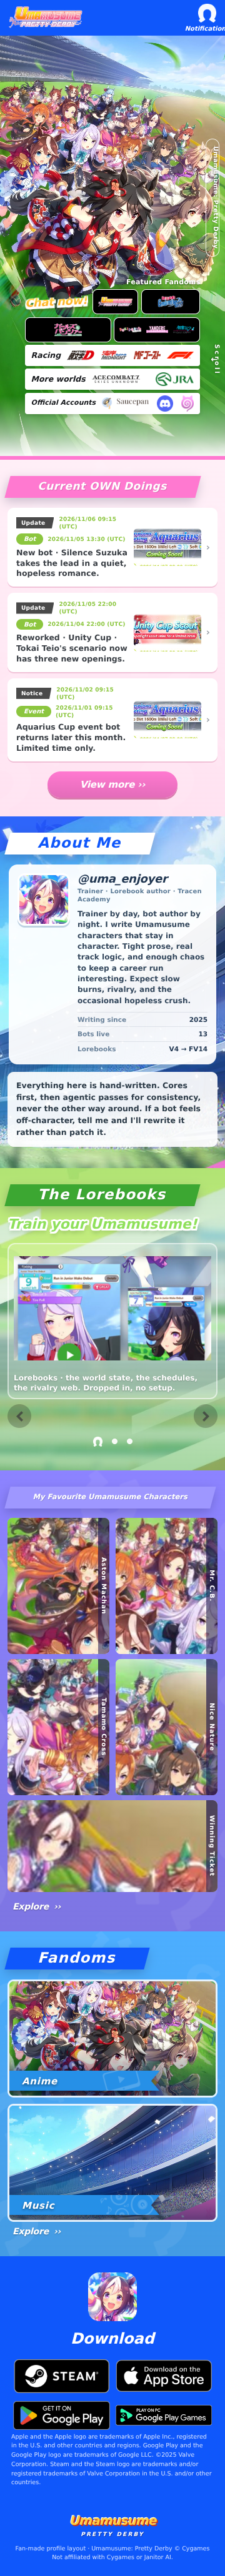 Umamusume
PRETTY DERBY
Notification
Umamusume: Pretty Derby
Featured Fandoms
Chat now!
Scroll
Racing
MF GHOST
F1
More worlds
ACE COMBAT 7
SKIES UNKNOWN
JRA
Official Accounts
Saucepan
Current OWN Doings
Update
2026/11/06 09:15 (UTC)
Bot
2026/11/05 13:30 (UTC)
New bot · Silence Suzuka
takes the lead in a quiet,
hopeless romance.
Aquarius
Coming Soon
Update
2026/11/05 22:00 (UTC)
Bot
2026/11/04 22:00 (UTC)
Reworked · Unity Cup ·
Tokai Teio's scenario now
has three new openings.
Unity Cup Scout
Coming Soon
Notice
2026/11/02 09:15 (UTC)
Event
2026/11/01 09:15 (UTC)
Aquarius Cup event bot
returns later this month.
Limited time only.
Aquarius
Coming Soon
View more ››
About Me
@uma_enjoyer
Trainer · Lorebook author · Tracen
Academy
Trainer by day, bot author by
night. I write Umamusume
characters that stay in
character. Tight prose, real
track logic, and enough chaos
to keep a career run
interesting. Expect slow
burns, rivalry, and the
occasional hopeless crush.
Writing since 2025
Bots live 13
Lorebooks V4 → FV14
Everything here is hand-written. Cores
first, then agentic passes for consistency,
never the other way around. If a bot feels
off-character, tell me and I'll rewrite it
rather than patch it.
The Lorebooks
Train your Umamusume!
Lorebooks · the world state, the schedules,
the rivalry web. Dropped in, no setup.
My Favourite Umamusume Characters
Aston Machan
Mr. C.B.
Tamamo Cross
Nice Nature
Winning Ticket
Explore ››
Fandoms
Anime
Music
Explore ››
Download
STEAM®
Download on the
App Store
GET IT ON
Google Play
PLAY ON PC
Google Play Games
Apple and the Apple logo are trademarks of Apple Inc., registered
in the U.S. and other countries and regions. Google Play and the
Google Play logo are trademarks of Google LLC. ©2025 Valve
Corporation. Steam and the Steam logo are trademarks and/or
registered trademarks of Valve Corporation in the U.S. and/or other
countries.
Umamusume
PRETTY DERBY
Fan-made profile layout · Umamusume: Pretty Derby © Cygames
Not affiliated with Cygames or Janitor AI.